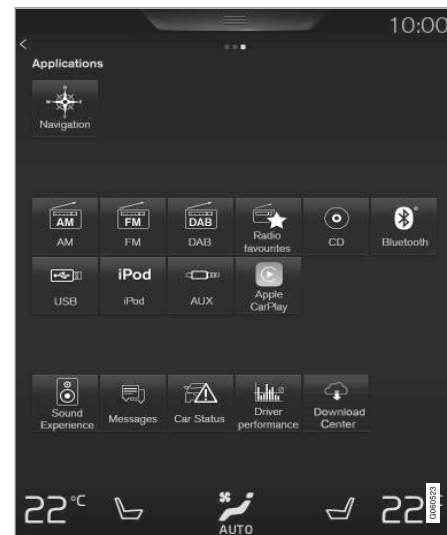 10:00
Applications
Navigation
AM
FM
DAB
AM
FM
DAB
Radio
favourites
CD
Bluetooth
iPod
USB
iPod
AUX
Apple
CarPlay
Sound
Experience
Messages
Car Status
Driver
performance
Download
Center
22°C
AUTO
22
G060523